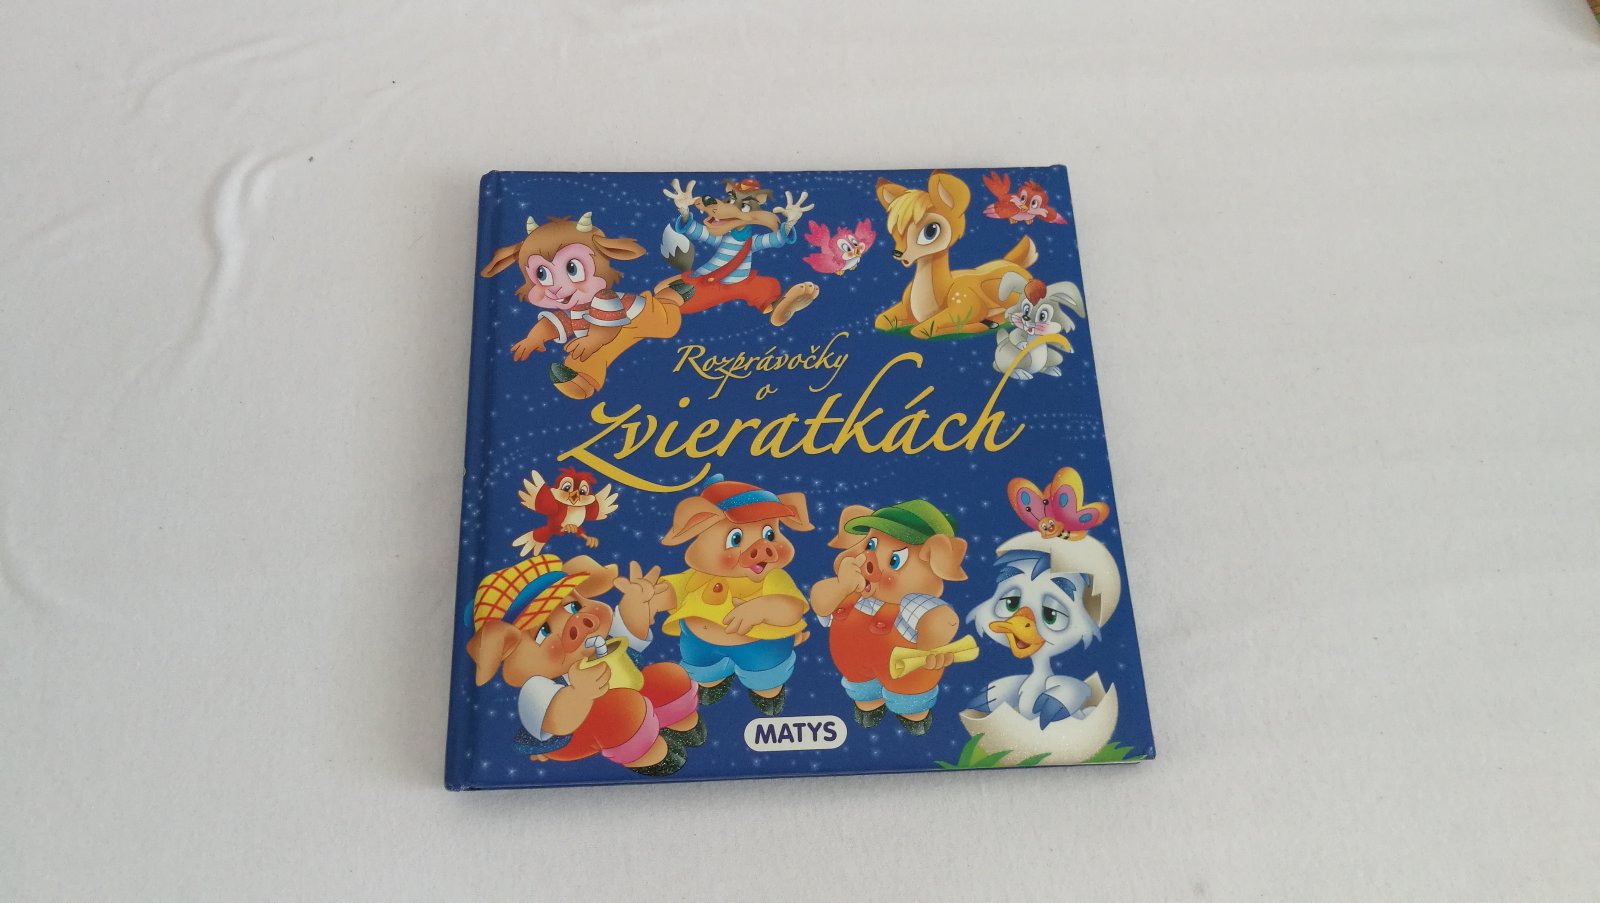 Rozprávočky
o
zvieratkách
MATYS